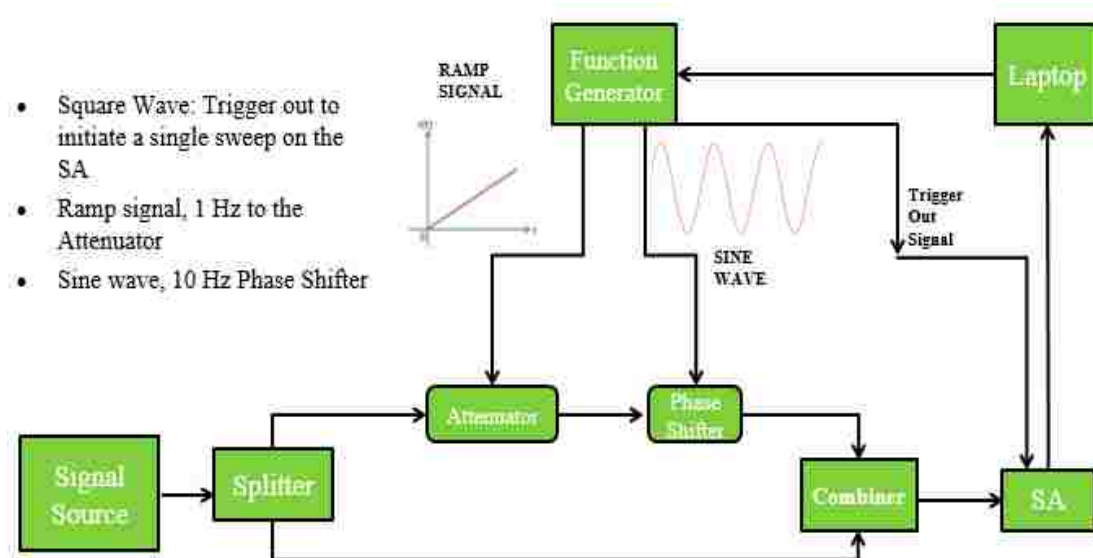 • Square Wave: Trigger out to
initiate a single sweep on the
SA
• Ramp signal, 1 Hz to the
Attenuator
• Sine wave, 10 Hz Phase Shifter
RAMP
SIGNAL
Function
Generator
Laptop
SINE
WAVE
Trigger
Out
Signal
Attenuator
Phase
Shifter
Signal
Source
Splitter
Combiner
SA